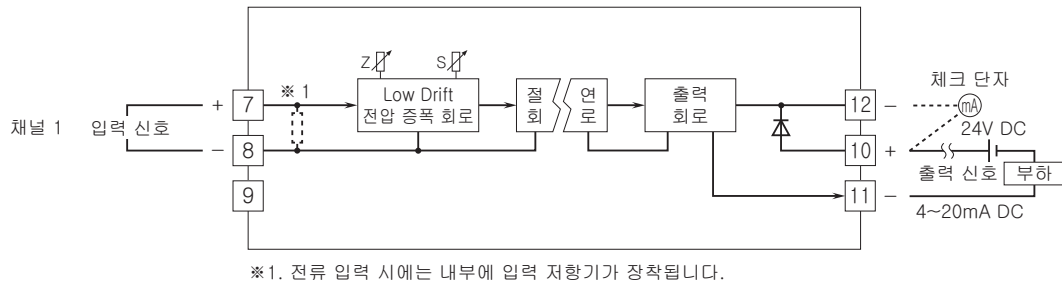 채널 1
입력 신호
+
7
−
8
9
※ 1
Z
S
Low Drift
전압 증폭 회로
절 연
회 로
출력
회로
12
−
10
+
11
−
체크 단자
mA
24V DC
출력 신호
부하
4~20mA DC
※1. 전류 입력 시에는 내부에 입력 저항기가 장착됩니다.